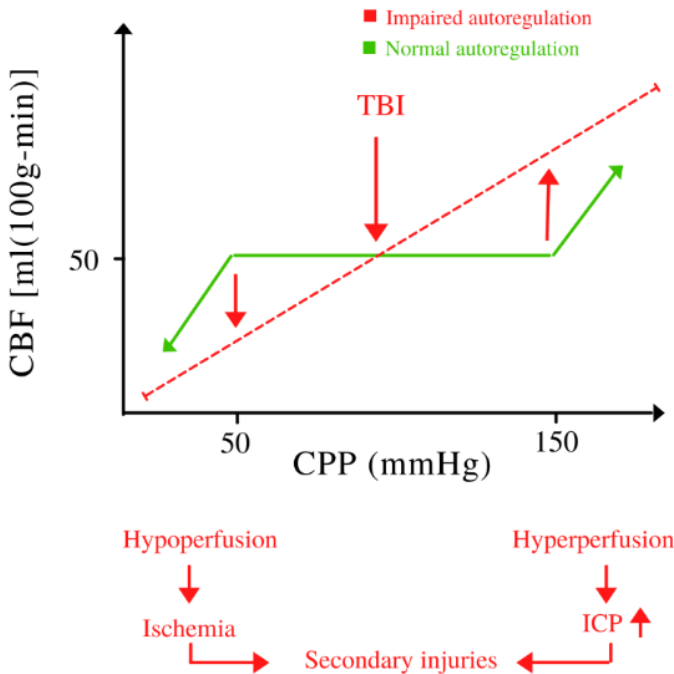 Impaired autoregulation
Normal autoregulation
TBI
CBF [ml(100g-min)]
50
50
150
CPP (mmHg)
Hypoperfusion
Hyperperfusion
Ischemia
ICP
Secondary injuries